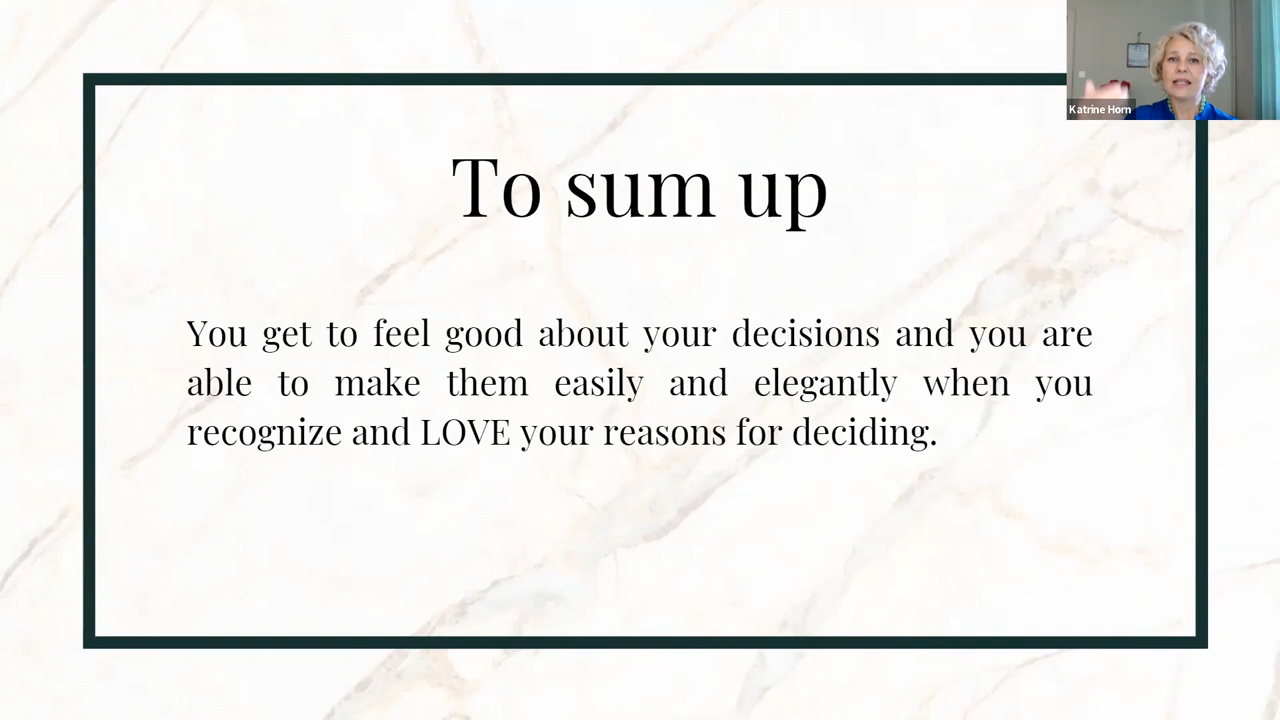 Katrine Horn
To sum up
You get to feel good about your decisions and you are
able to make them easily and elegantly when you
recognize and LOVE your reasons for deciding.